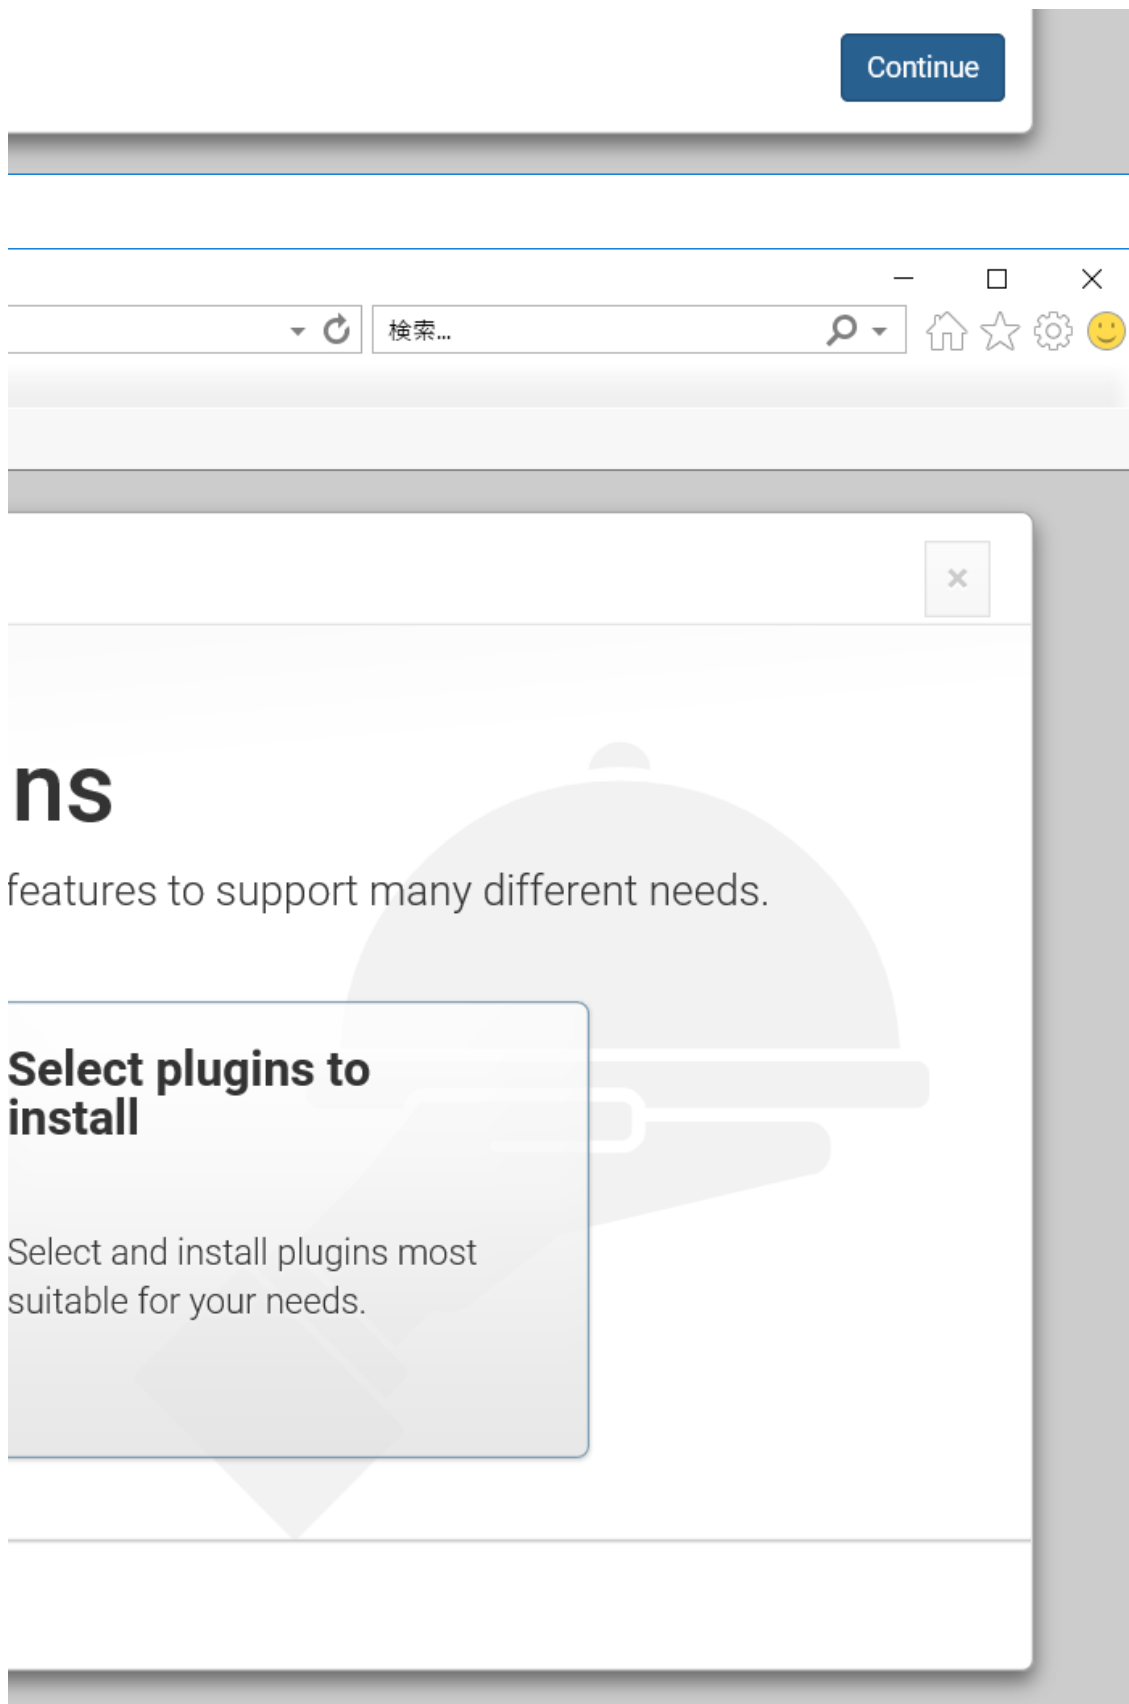 Continue
検索...
ns
features to support many different needs.
Select plugins to
install
Select and install plugins most
suitable for your needs.